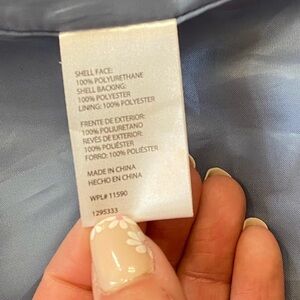 SHELL FACE:
100% POLYURETHANE
SHELL BACKING:
100% POLYESTER
LINING: 100% POLYESTER
FRENTE DE EXTERIOR:
100% POLIURETANO
REVÉS DE EXTERIOR:
100% POLIÉSTER
FORRO: 100% POLIÉSTER
MADE IN CHINA
HECHO EN CHINA
WPL# 11590
1295333